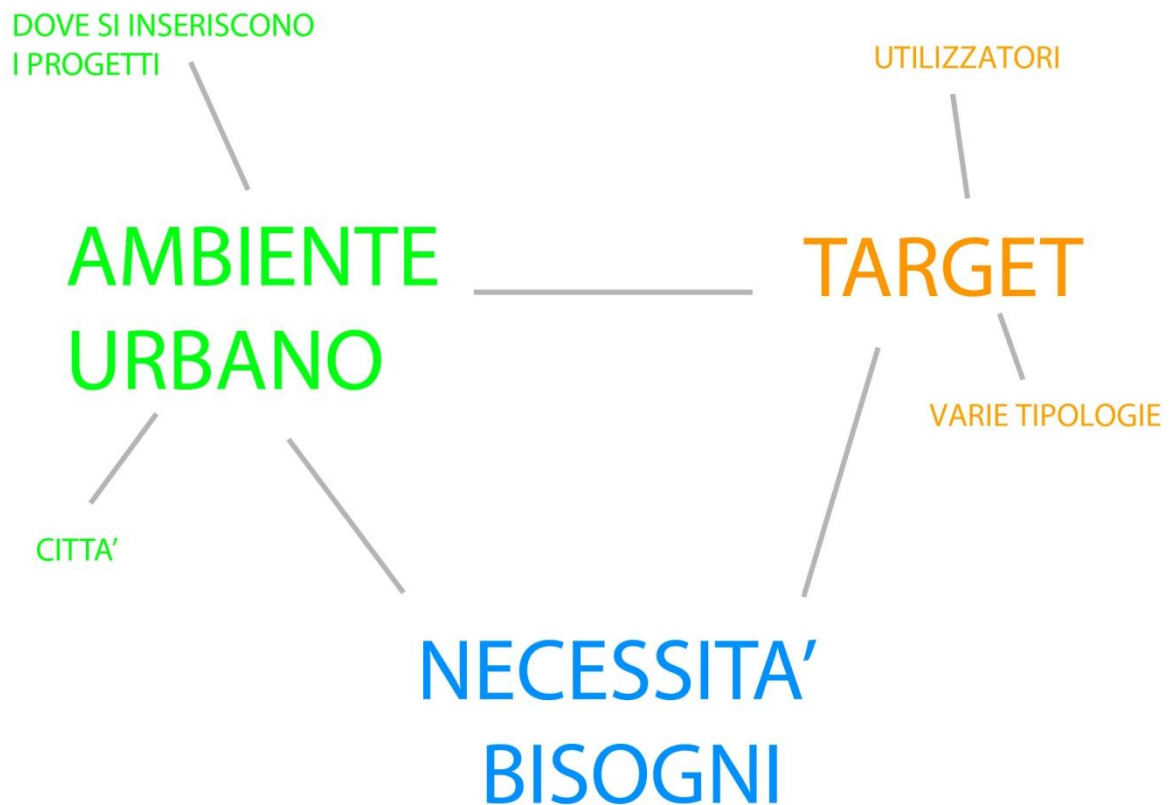 DOVE SI INSERISCONO
I PROGETTI
UTILIZZATORI
AMBIENTE
URBANO
TARGET
VARIE TIPOLOGIE
CITTA'
NECESSITA'
BISOGNI